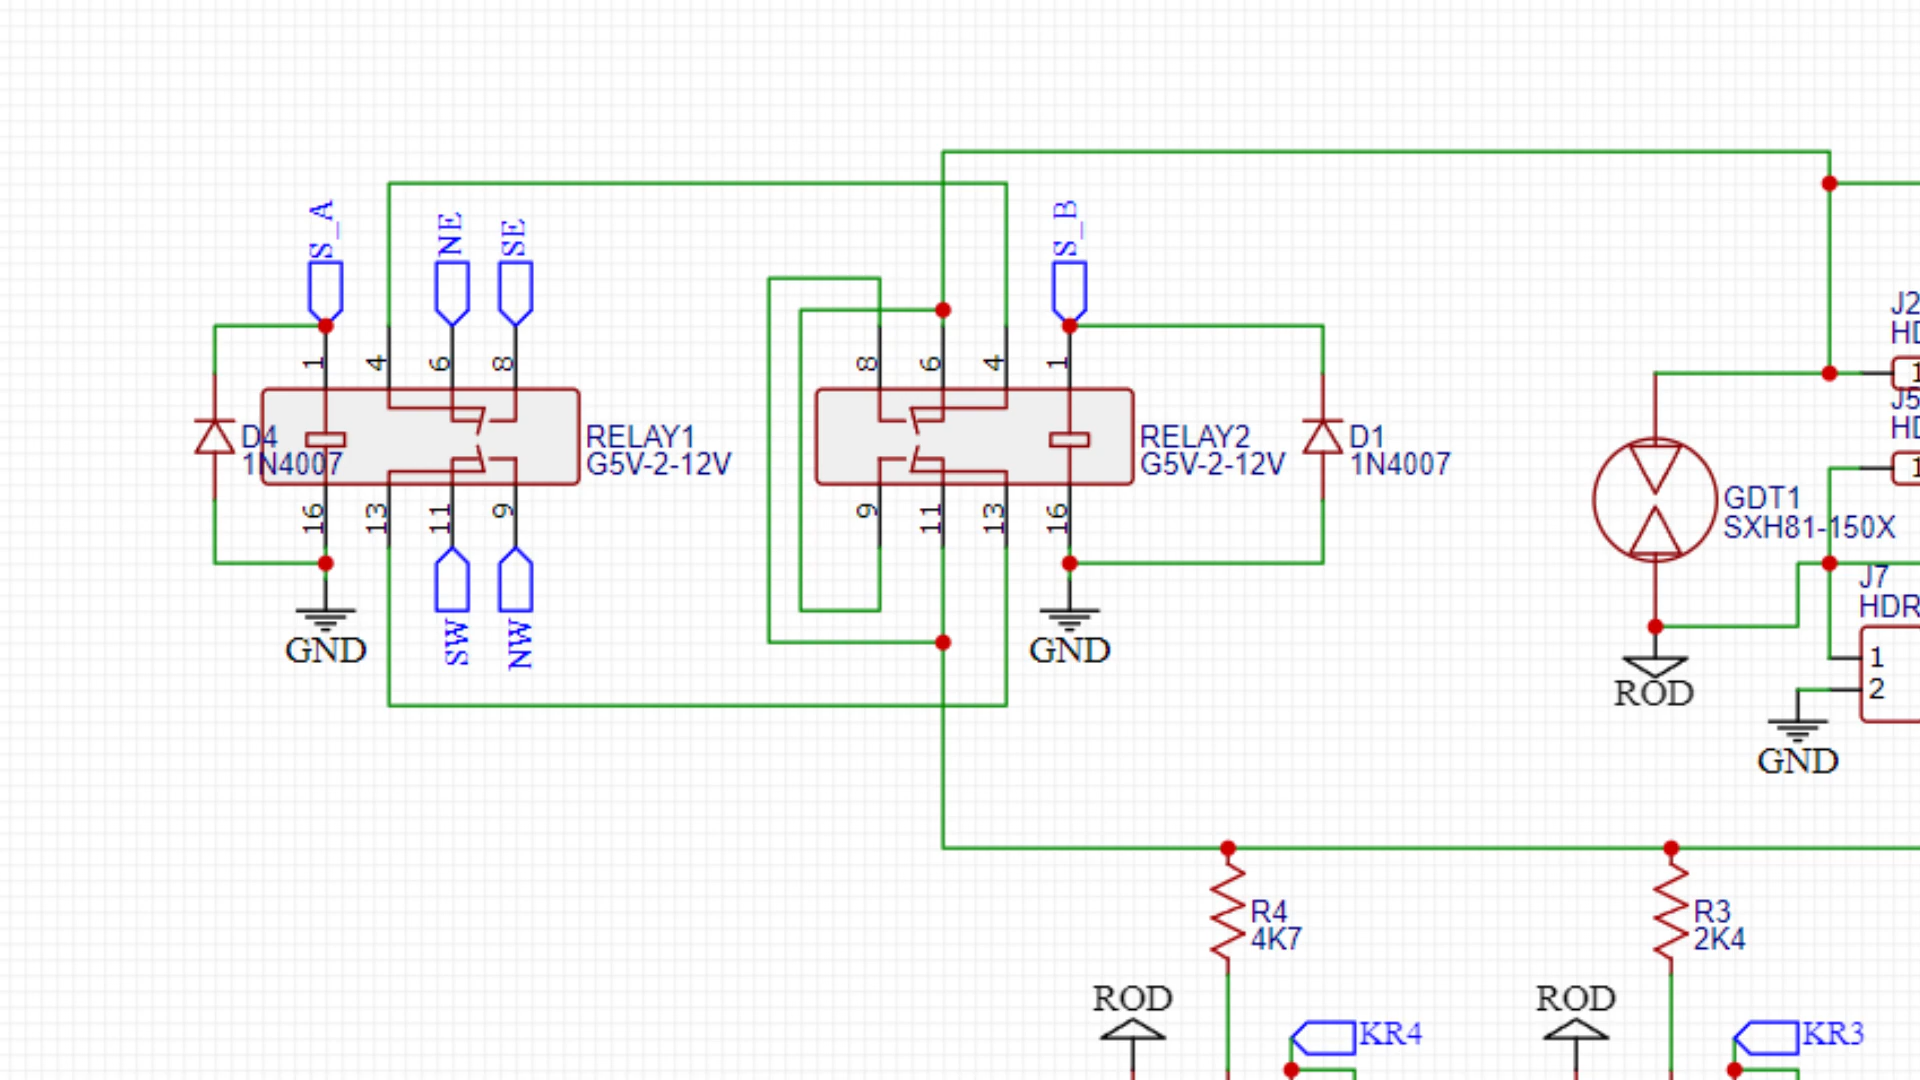 S_A
NE
SE
S_B
1
4
6
8
8
6
4
1
D4
1N4007
RELAY1
G5V-2-12V
RELAY2
G5V-2-12V
D1
1N4007
16
13
11
9
9
11
13
16
GND
SW
NW
GND
J2
HD
1
J5
HD
1
GDT1
SXH81-150X
J7
HDR
1
2
ROD
GND
R4
4K7
R3
2K4
ROD
KR4
ROD
KR3